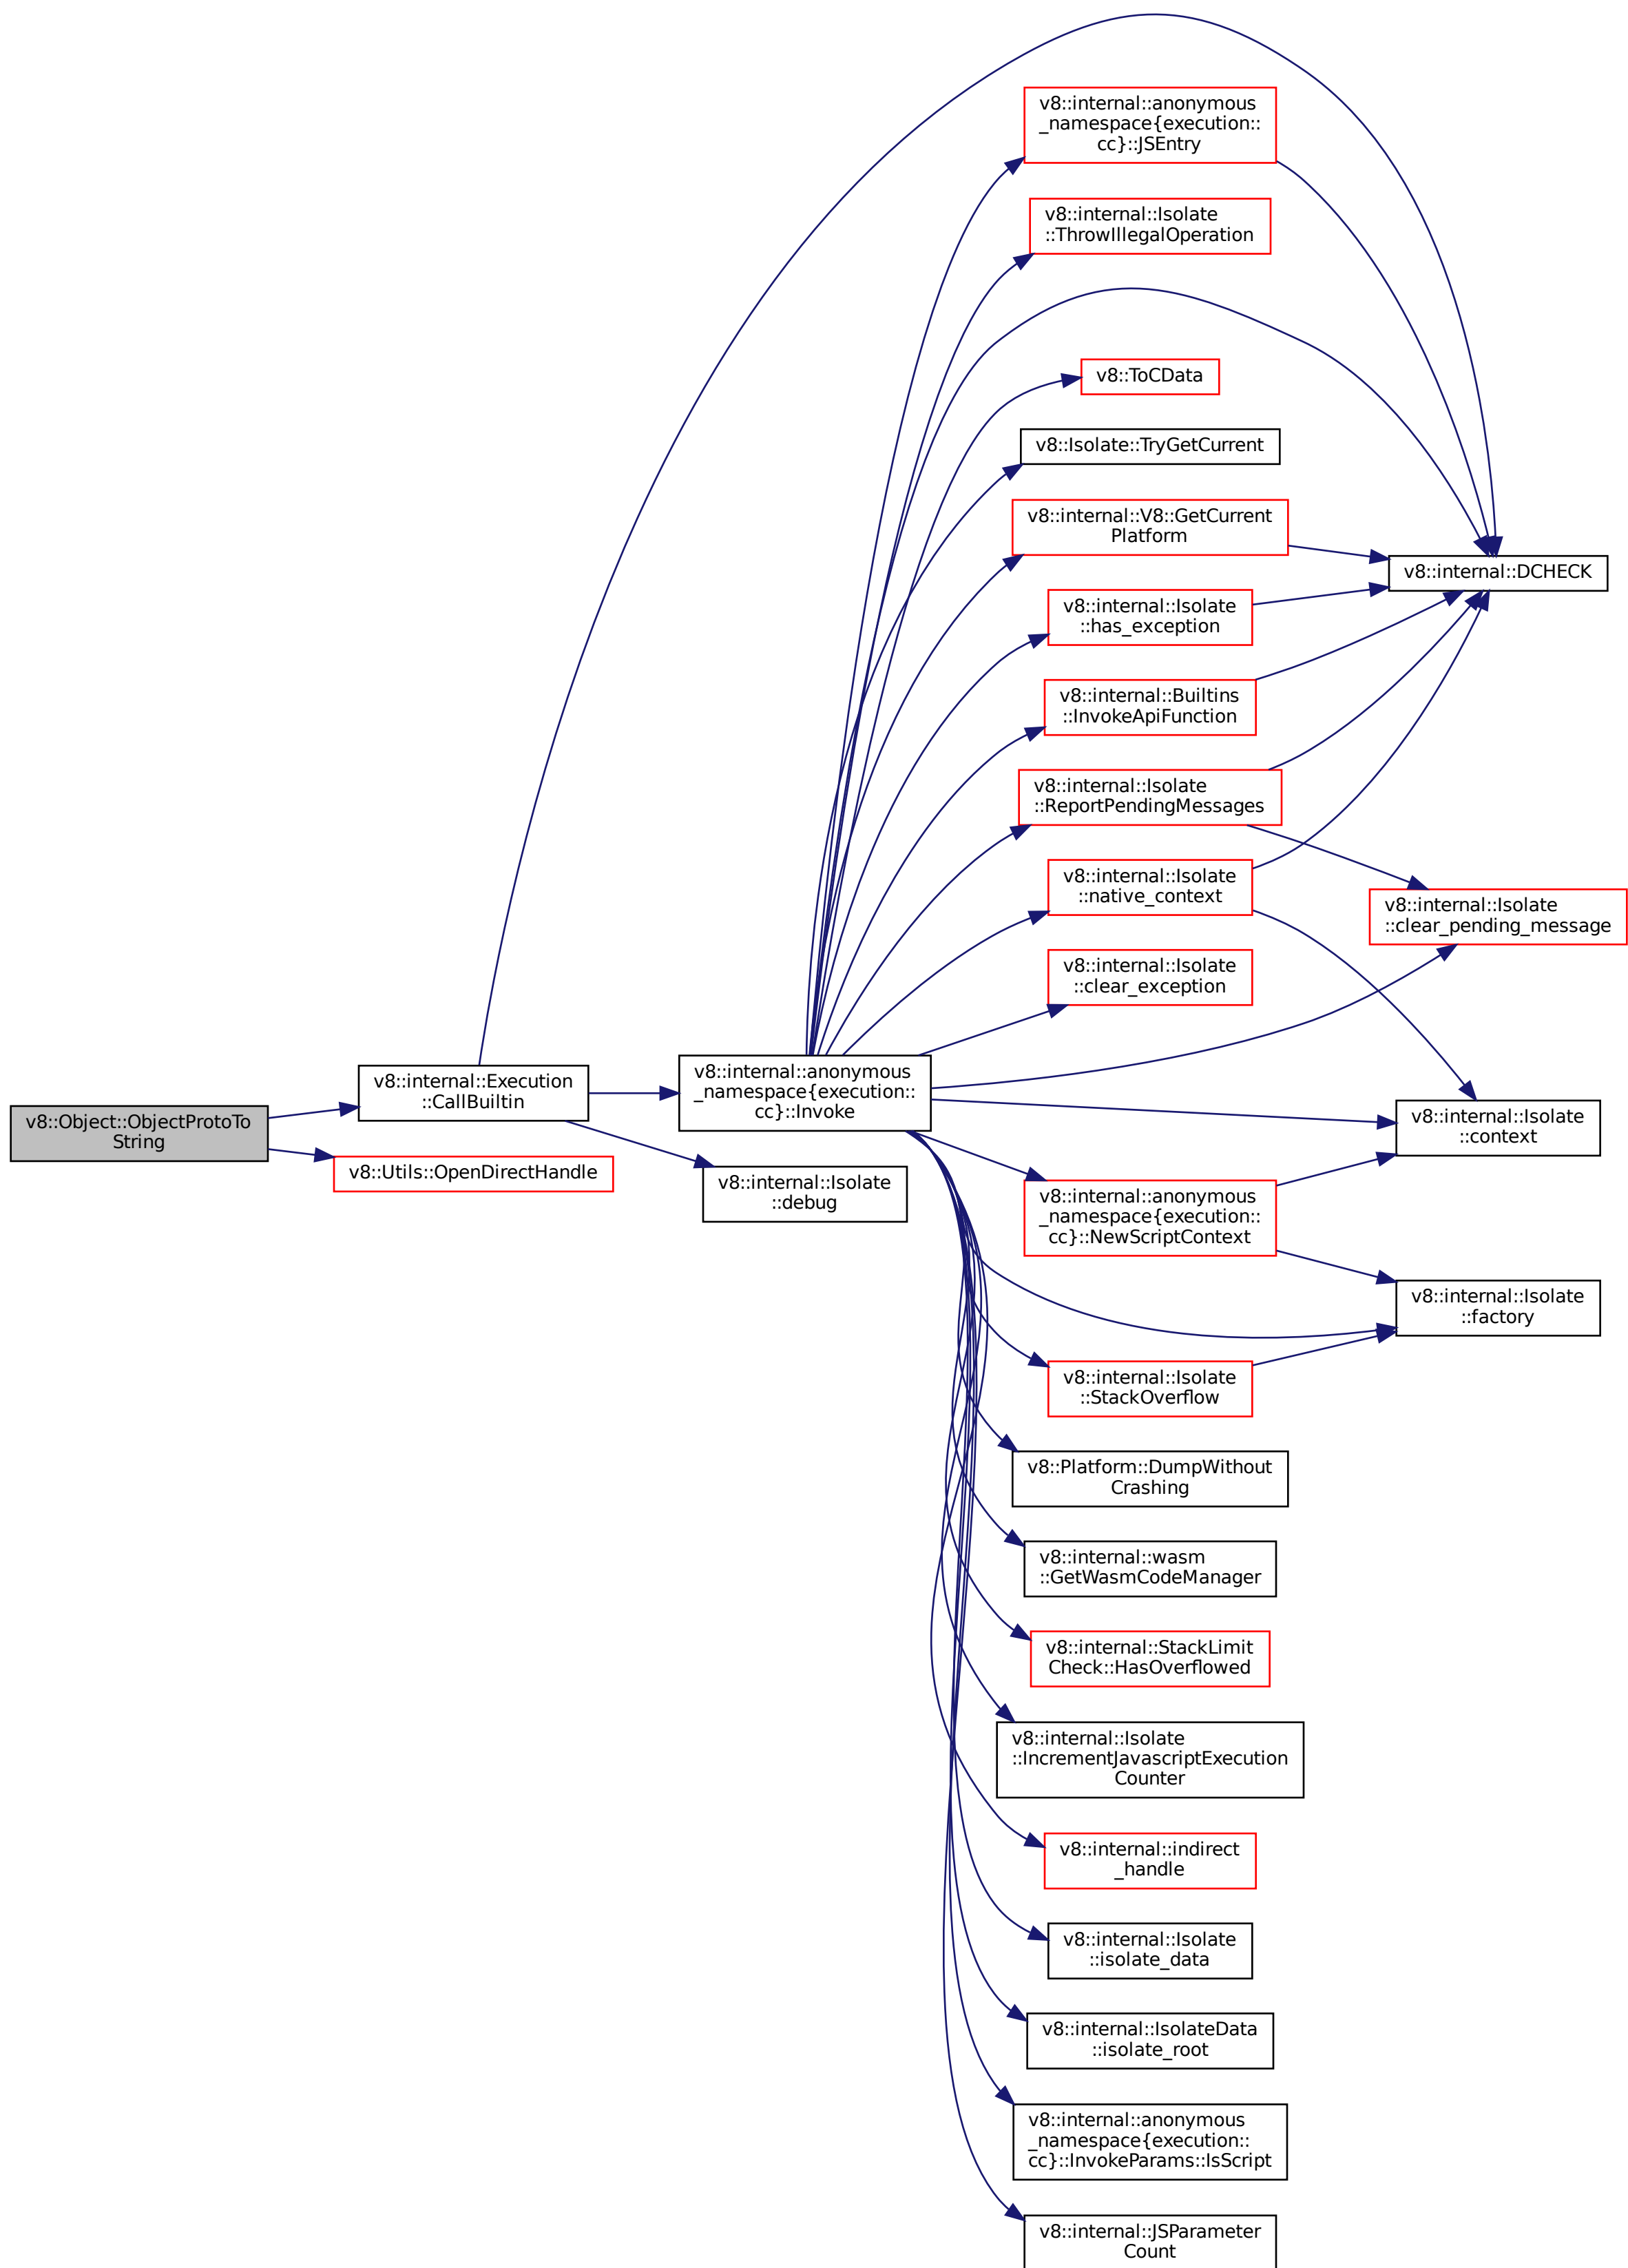 v8::internal::anonymous
_namespace{execution::
cc}::JSEntry
v8::internal::Isolate
::ThrowIllegalOperation
v8::ToCData
v8::Isolate::TryGetCurrent
v8::internal::V8::GetCurrent
Platform
v8::internal::DCHECK
v8::internal::Isolate
::has_exception
v8::internal::Builtins
::InvokeApiFunction
v8::internal::Isolate
::ReportPendingMessages
v8::internal::Isolate
::native_context
v8::internal::Isolate
::clear_pending_message
v8::internal::Isolate
::clear_exception
v8::Object::ObjectProtoTo
String
v8::internal::Execution
::CallBuiltin
v8::Utils::OpenDirectHandle
v8::internal::anonymous
_namespace{execution::
cc}::Invoke
v8::internal::Isolate
::debug
v8::internal::Isolate
::context
v8::internal::anonymous
_namespace{execution::
cc}::NewScriptContext
v8::internal::Isolate
::factory
v8::internal::Isolate
::StackOverflow
v8::Platform::DumpWithout
Crashing
v8::internal::wasm
::GetWasmCodeManager
v8::internal::StackLimit
Check::HasOverflowed
v8::internal::Isolate
::IncrementJavascriptExecution
Counter
v8::internal::indirect
_handle
v8::internal::Isolate
::isolate_data
v8::internal::IsolateData
::isolate_root
v8::internal::anonymous
_namespace{execution::
cc}::InvokeParams::IsScript
v8::internal::JSParameter
Count